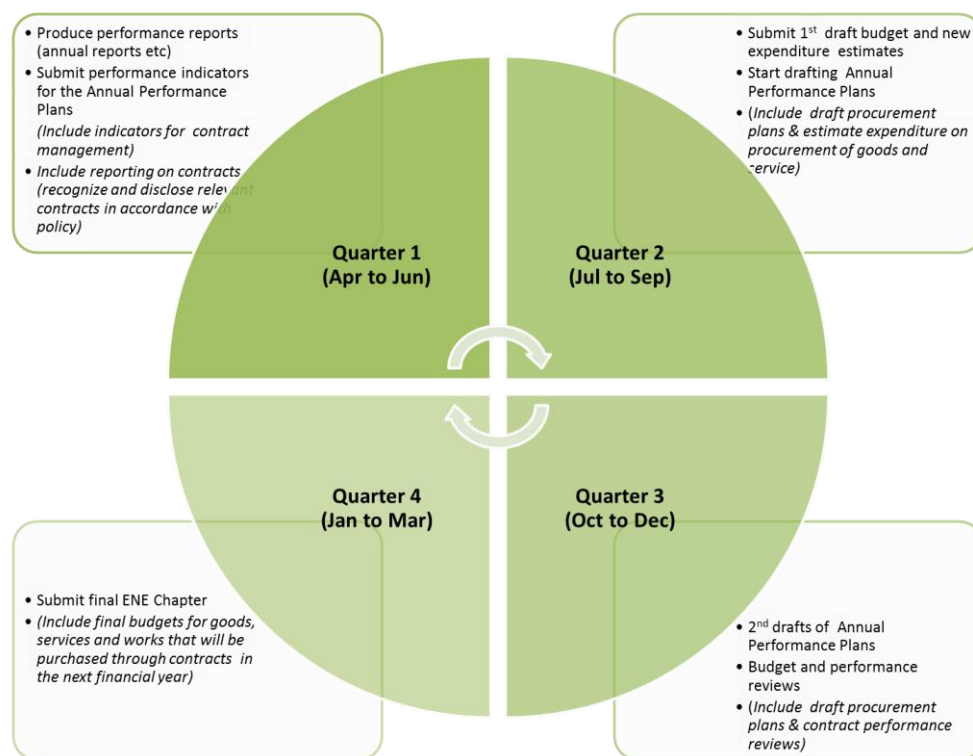 • Produce performance reports
(annual reports etc)
• Submit performance indicators
for the Annual Performance
Plans
(Include indicators for contract
management)
• Include reporting on contracts
(recognize and disclose relevant
contracts in accordance with
policy)
• Submit 1st draft budget and new
expenditure estimates
• Start drafting Annual
Performance Plans
• (Include draft procurement
plans & estimate expenditure on
procurement of goods and
service)
Quarter 1
(Apr to Jun)
Quarter 2
(Jul to Sep)
Quarter 4
(Jan to Mar)
Quarter 3
(Oct to Dec)
• Submit final ENE Chapter
• (Include final budgets for goods,
services and works that will be
purchased through contracts in
the next financial year)
• 2nd drafts of Annual
Performance Plans
• Budget and performance
reviews
• (Include draft procurement
plans & contract performance
reviews)